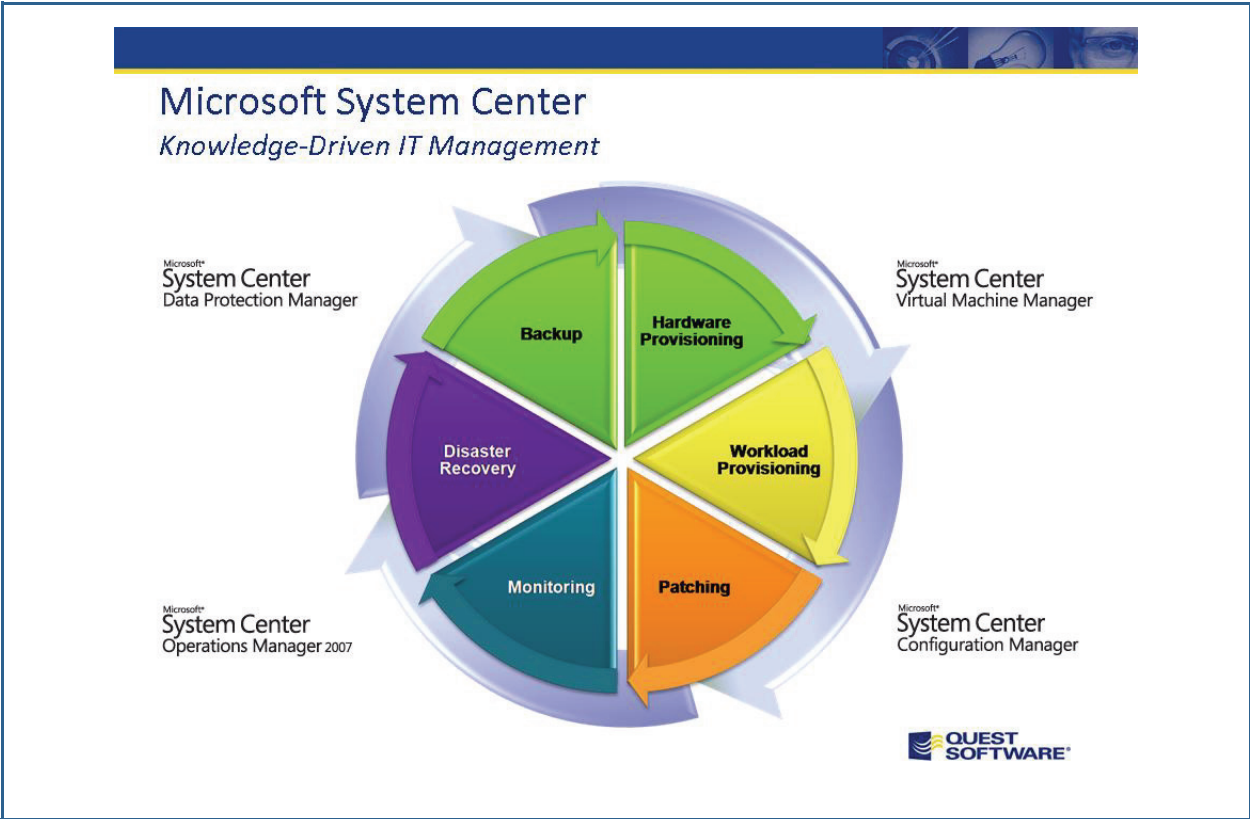 Microsoft System Center
Knowledge-Driven IT Management
Microsoft®
System Center
Data Protection Manager
Microsoft®
System Center
Virtual Machine Manager
Backup
Hardware
Provisioning
Disaster
Recovery
Workload
Provisioning
Monitoring
Patching
Microsoft®
System Center
Operations Manager 2007
Microsoft®
System Center
Configuration Manager
QUEST
SOFTWARE®